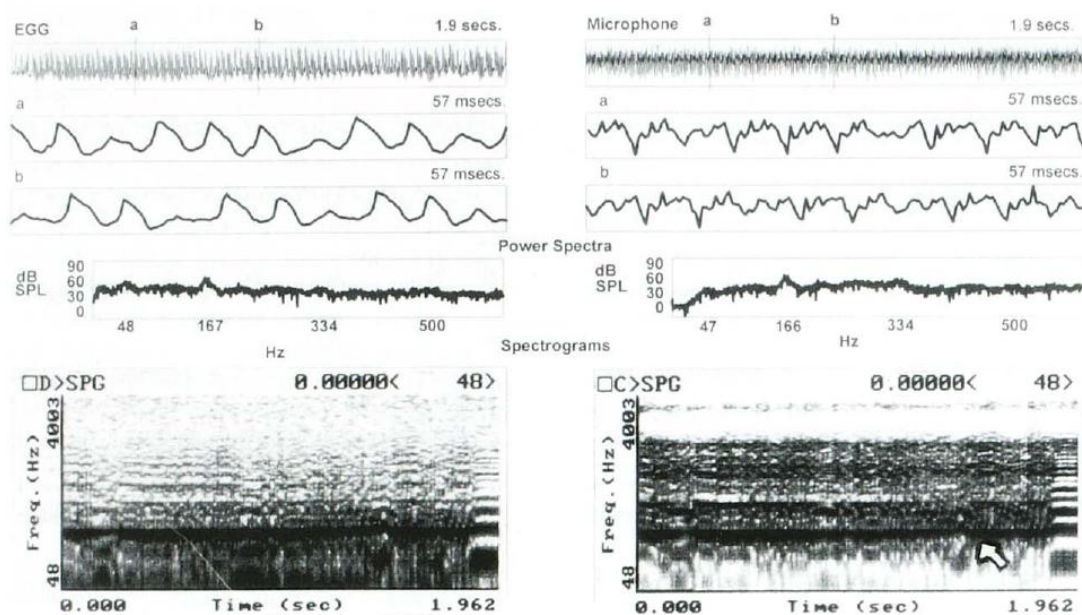 EGG a b 1.9 secs.
Microphone a b 1.9 secs.
a 57 msecs.
a 57 msecs.
b 57 msecs.
b 57 msecs.
Power Spectra
dB SPL 90 60 30 0
48 167 334 500
Hz
dB SPL 90 60 30 0
47 166 334 500
Hz
Spectrograms
□D>SPG 0.00000< 48>
Freq.(Hz) 4003 48
0.000 Time (sec) 1.962
□C>SPG 0.00000< 48>
Freq.(Hz) 4003 48
0.000 Time (sec) 1.962